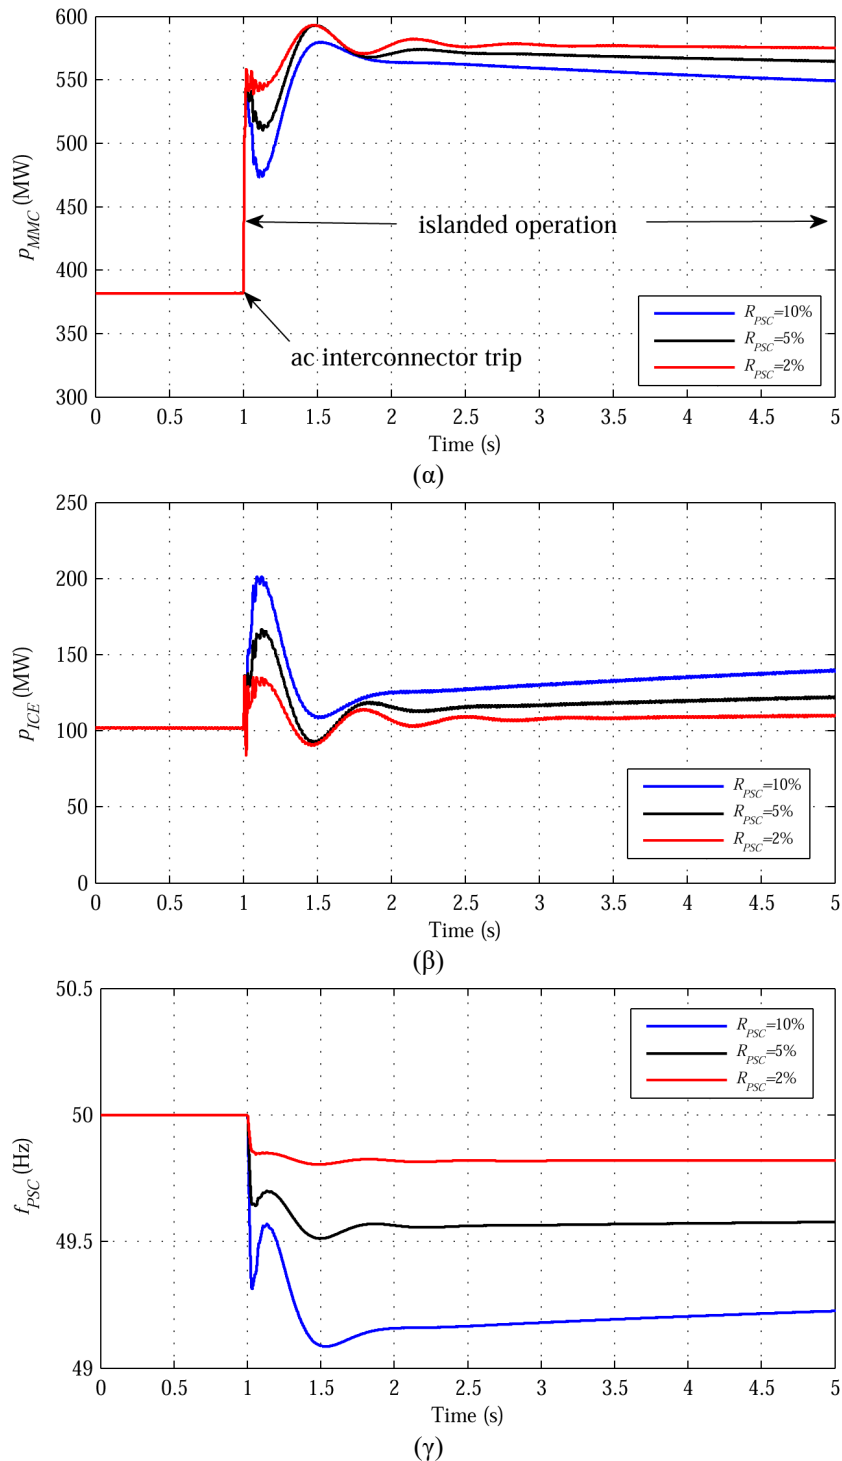 600
550
500
450
400
350
300
p_MMC (MW)
islanded operation
ac interconnector trip
R_PSC=10%
R_PSC=5%
R_PSC=2%
0 0.5 1 1.5 2 2.5 3 3.5 4 4.5 5
Time (s)
(α)
250
200
150
100
50
0
p_ICE (MW)
R_PSC=10%
R_PSC=5%
R_PSC=2%
0 0.5 1 1.5 2 2.5 3 3.5 4 4.5 5
Time (s)
(β)
50.5
50
49.5
49
f_PSC (Hz)
R_PSC=10%
R_PSC=5%
R_PSC=2%
0 0.5 1 1.5 2 2.5 3 3.5 4 4.5 5
Time (s)
(γ)